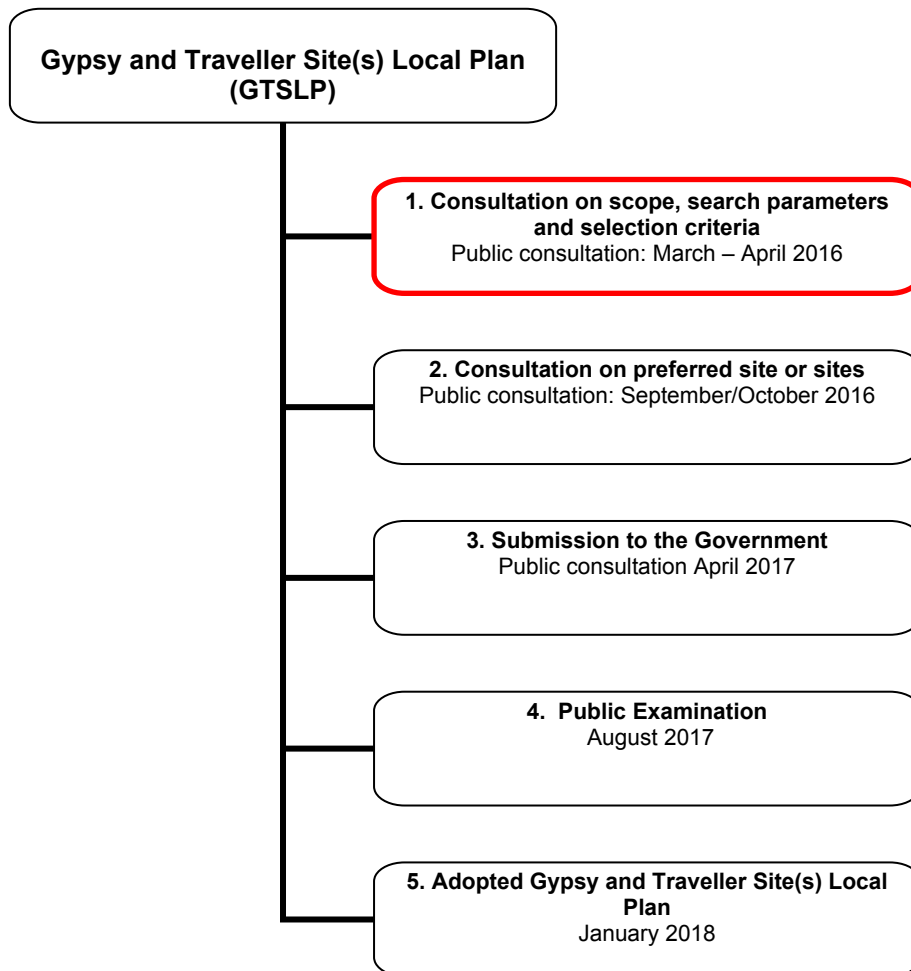 Gypsy and Traveller Site(s) Local Plan
(GTSLP)
1. Consultation on scope, search parameters
and selection criteria
Public consultation: March – April 2016
2. Consultation on preferred site or sites
Public consultation: September/October 2016
3. Submission to the Government
Public consultation April 2017
4. Public Examination
August 2017
5. Adopted Gypsy and Traveller Site(s) Local
Plan
January 2018